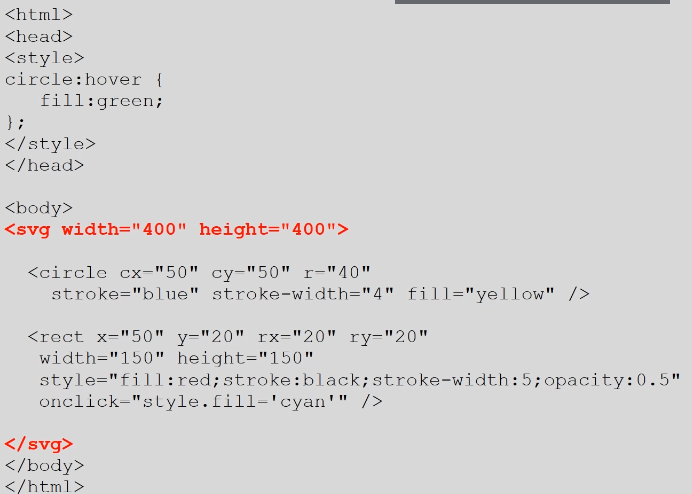 <html>
<head>
<style>
circle:hover {
   fill:green;
};
</style>
</head>

<body>
<svg width="400" height="400">

  <circle cx="50" cy="50" r="40"
    stroke="blue" stroke-width="4" fill="yellow" />

  <rect x="50" y="20" rx="20" ry="20"
   width="150" height="150"
   style="fill:red;stroke:black;stroke-width:5;opacity:0.5"
   onclick="style.fill='cyan'" />

</svg>
</body>
</html>